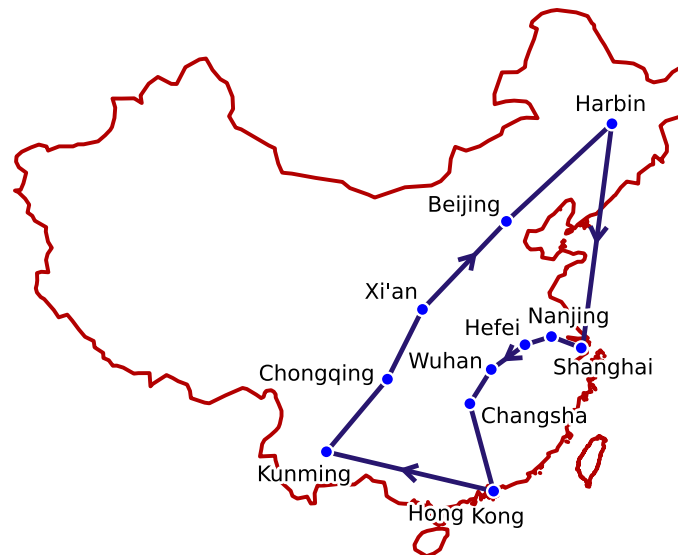 Harbin
Beijing
Xi'an
Nanjing
Hefei
Wuhan
Shanghai
Chongqing
Changsha
Kunming
Hong Kong